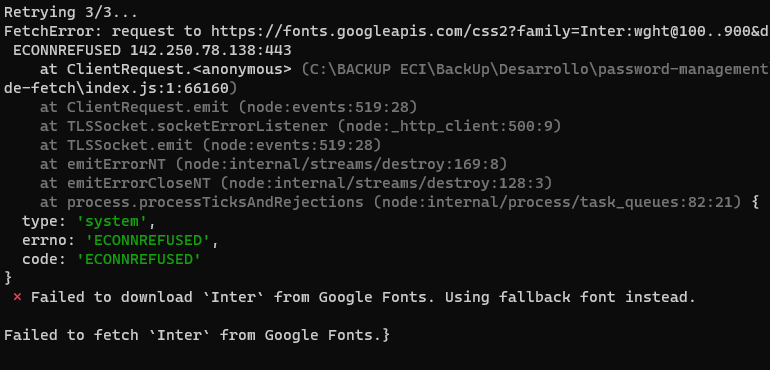 Retrying 3/3...
FetchError: request to https://fonts.googleapis.com/css2?family=Inter:wght@100..900&d
 ECONNREFUSED 142.250.78.138:443
    at ClientRequest.<anonymous> (C:\BACKUP ECI\BackUp\Desarrollo\password-management
de-fetch\index.js:1:66160)
    at ClientRequest.emit (node:events:519:28)
    at TLSSocket.socketErrorListener (node:_http_client:500:9)
    at TLSSocket.emit (node:events:519:28)
    at emitErrorNT (node:internal/streams/destroy:169:8)
    at emitErrorCloseNT (node:internal/streams/destroy:128:3)
    at process.processTicksAndRejections (node:internal/process/task_queues:82:21) {
  type: 'system',
  errno: 'ECONNREFUSED',
  code: 'ECONNREFUSED'
}
 × Failed to download `Inter` from Google Fonts. Using fallback font instead.

Failed to fetch `Inter` from Google Fonts.}